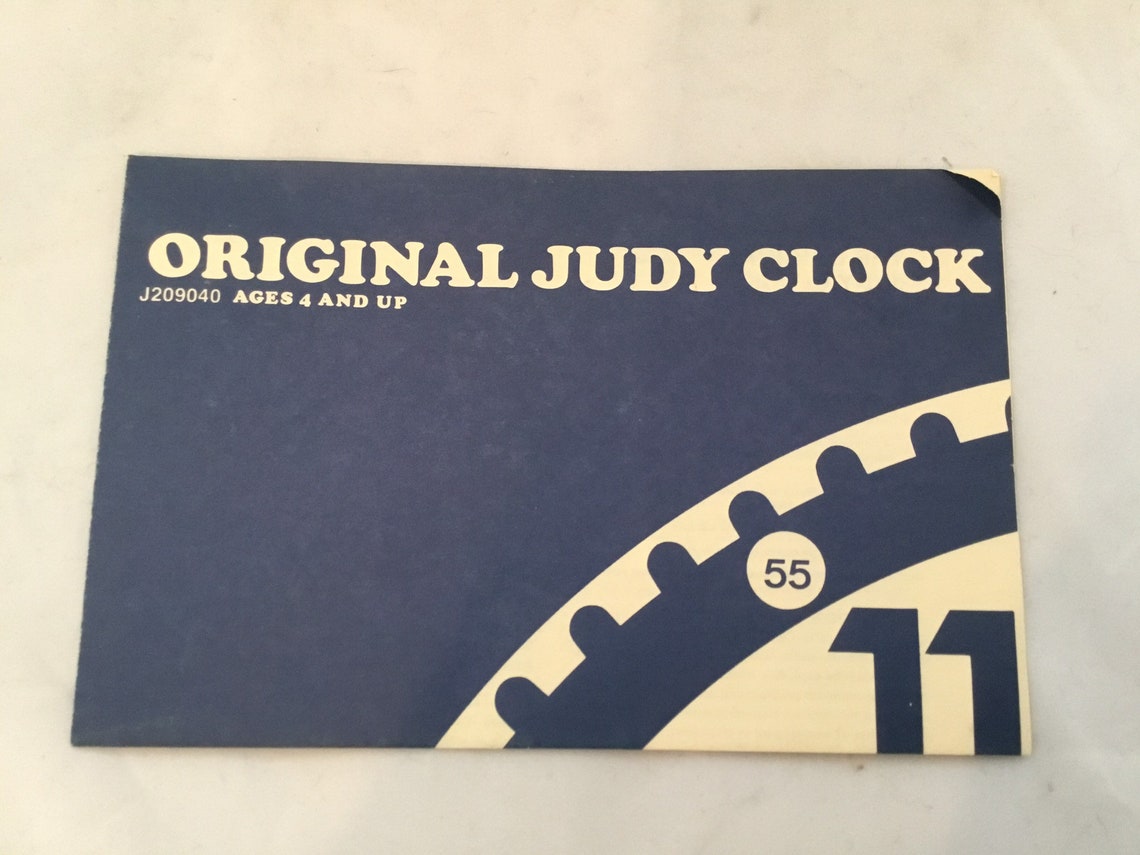 ORIGINAL JUDY CLOCK
J209040 AGES 4 AND UP
55
11